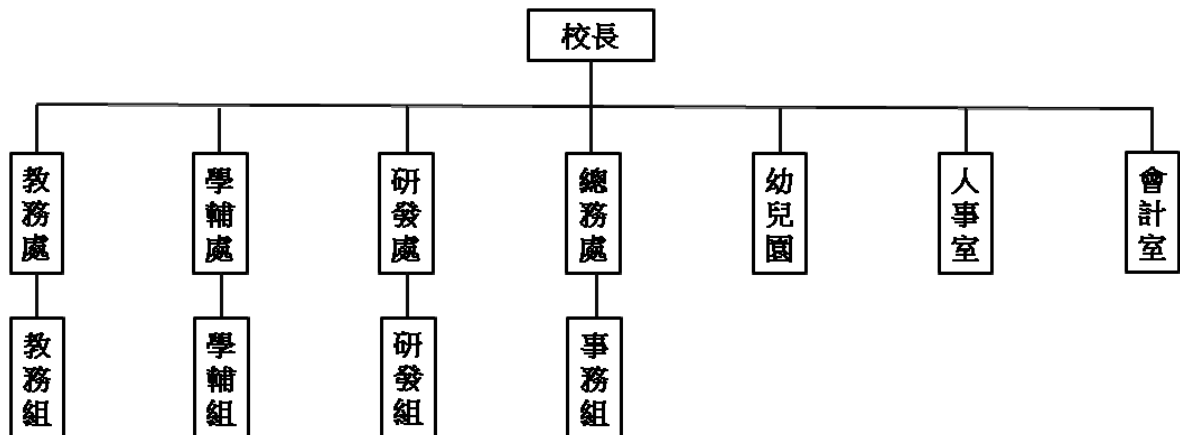 校長
教務處
學輔處
研發處
總務處
幼兒園
人事室
會計室
教務組
學輔組
研發組
事務組